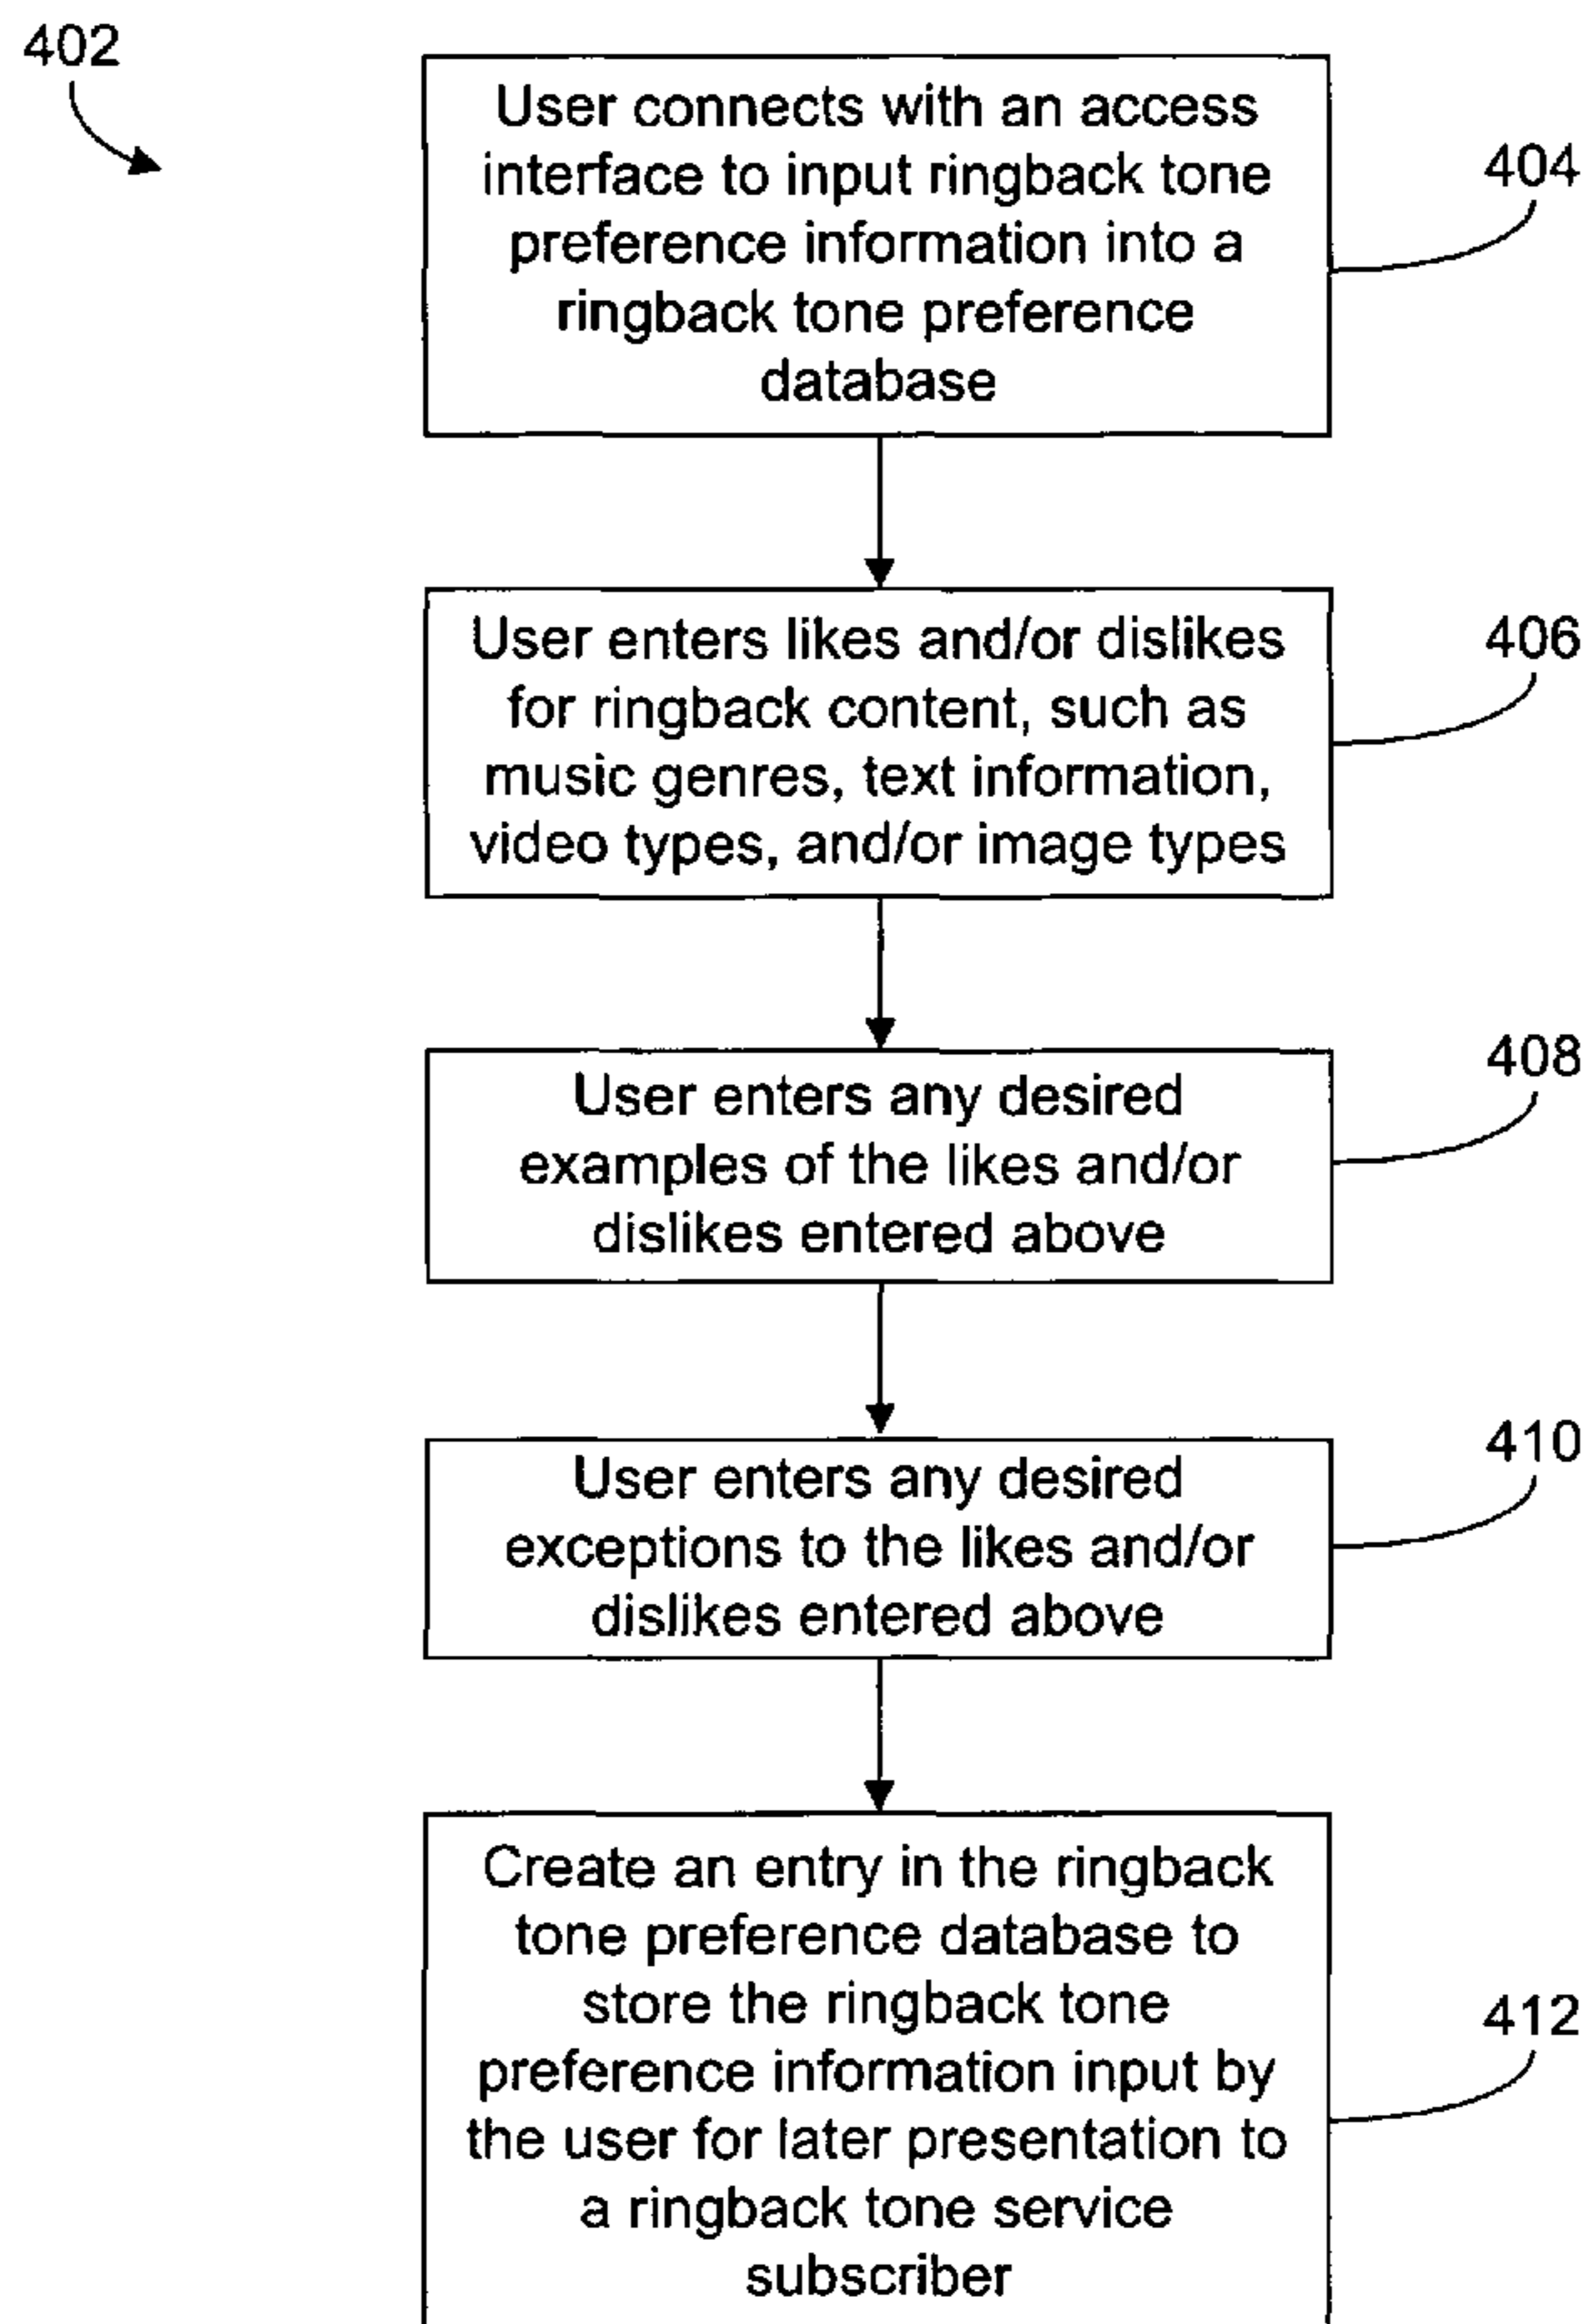 402
User connects with an access
interface to input ringback tone
preference information into a
ringback tone preference
database
404
User enters likes and/or dislikes
for ringback content, such as
music genres, text information,
video types, and/or image types
406
User enters any desired
examples of the likes and/or
dislikes entered above
408
User enters any desired
exceptions to the likes and/or
dislikes entered above
410
Create an entry in the ringback
tone preference database to
store the ringback tone
preference information input by
the user for later presentation to
a ringback tone service
subscriber
412